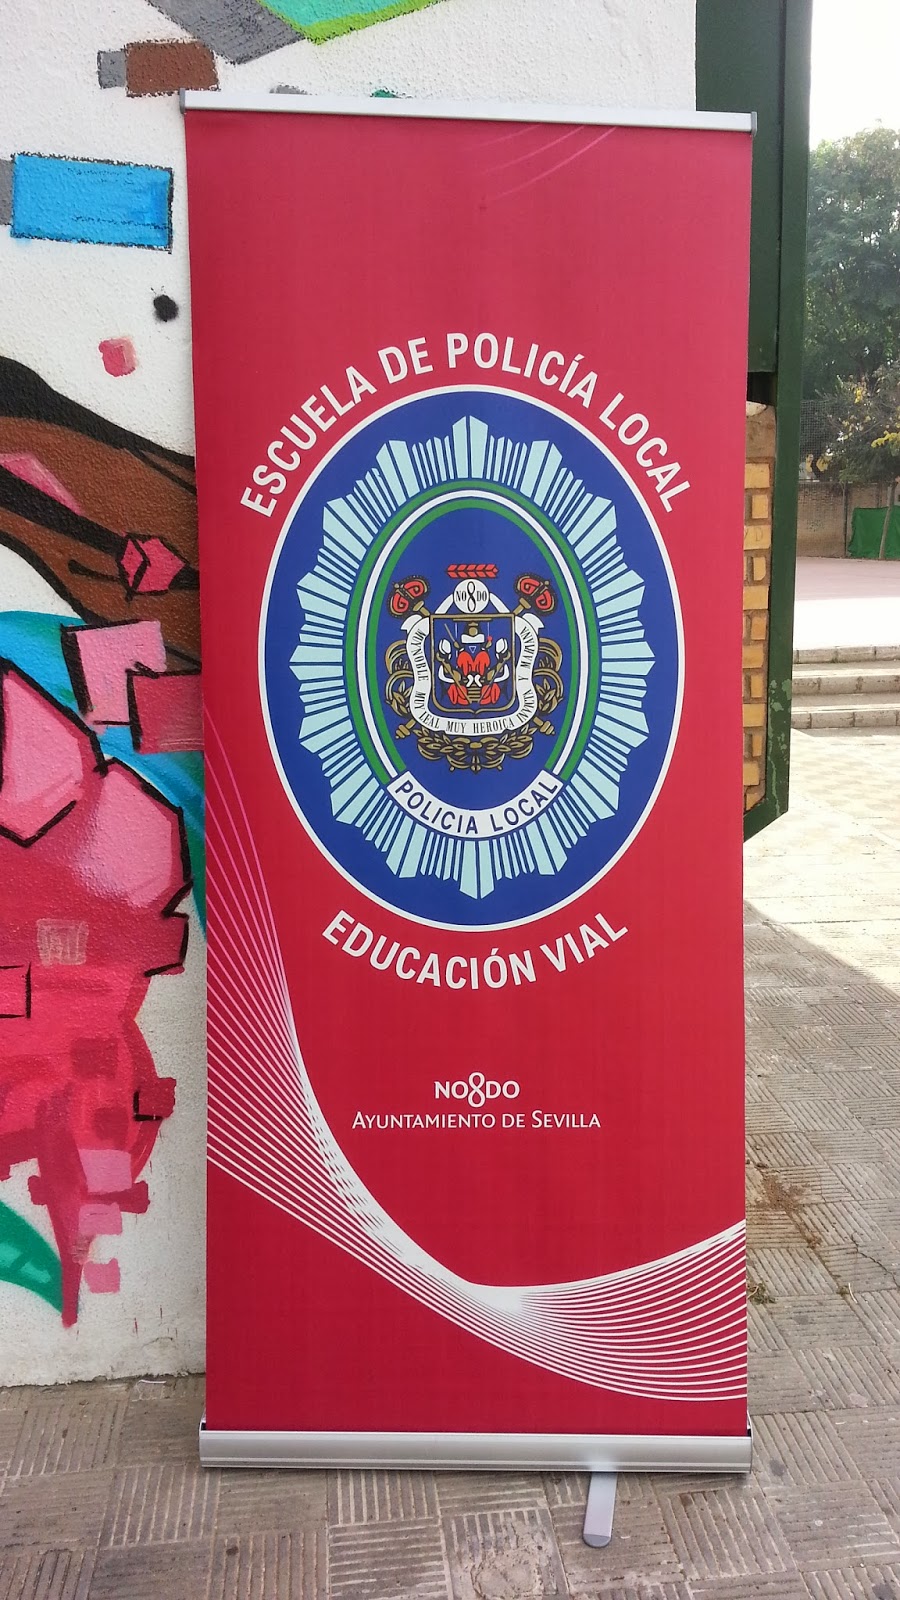 ESCUELA DE POLICÍA LOCAL
NO8DO
MUY NOBLE MUY LEAL MUY HEROICA INVICTA Y MARIANA
POLICIA LOCAL
EDUCACIÓN VIAL
NO8DO
AYUNTAMIENTO DE SEVILLA